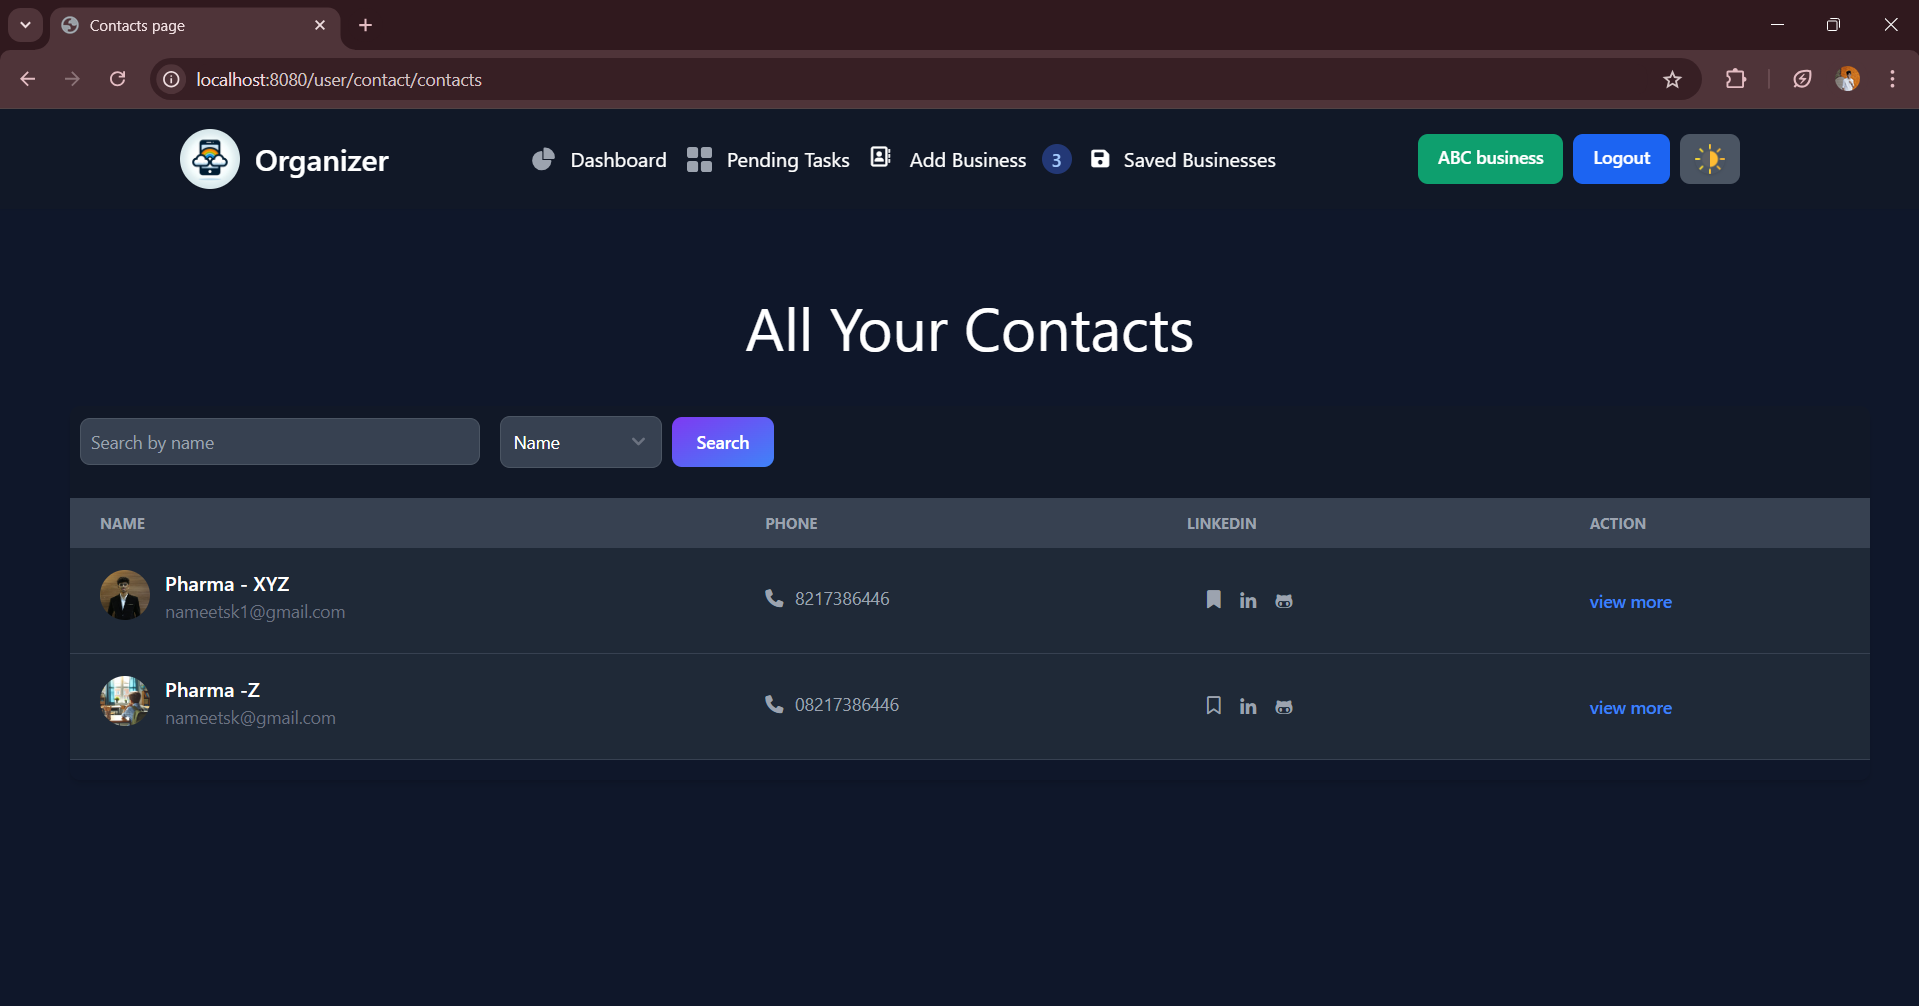 Contacts page
localhost:8080/user/contact/contacts
Organizer Dashboard Pending Tasks Add Business 3 Saved Businesses ABC business Logout
All Your Contacts
Search by name Name Search
NAME PHONE LINKEDIN ACTION
Pharma - XYZ
nameetsk1@gmail.com 8217386446 in view more
Pharma -Z
nameetsk@gmail.com 08217386446 in view more